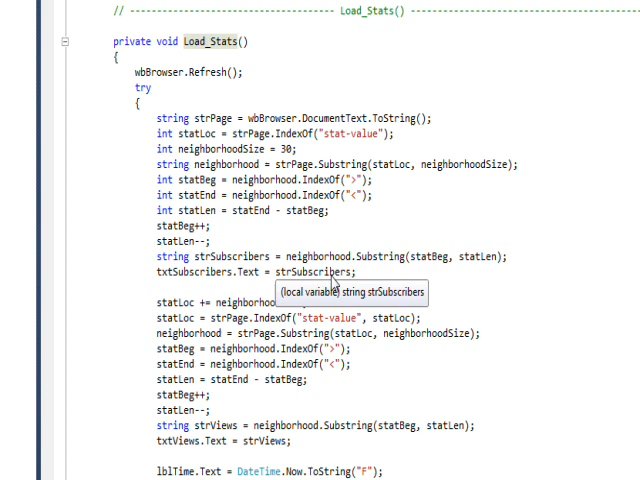 // ------------------------------------ Load_Stats() ----------------------------------------
private void Load_Stats()
{
wbBrowser.Refresh();
try
{
string strPage = wbBrowser.DocumentText.ToString();
int statLoc = strPage.IndexOf("stat-value");
int neighborhoodSize = 30;
string neighborhood = strPage.Substring(statLoc, neighborhoodSize);
int statBeg = neighborhood.IndexOf(">");
int statEnd = neighborhood.IndexOf("<");
int statLen = statEnd - statBeg;
statBeg++;
statLen--;
string strSubscribers = neighborhood.Substring(statBeg, statLen);
txtSubscribers.Text = strSubscribers;
(local variable) string strSubscribers
statLoc +=
statLoc = strPage.IndexOf("stat-value", statLoc);
neighborhood = strPage.Substring(statLoc, neighborhoodSize);
statBeg = neighborhood.IndexOf(">");
statEnd = neighborhood.IndexOf("<");
statLen = statEnd - statBeg;
statBeg++;
statLen--;
string strViews = neighborhood.Substring(statBeg, statLen);
txtViews.Text = strViews;
lblTime.Text = DateTime.Now.ToString("F");